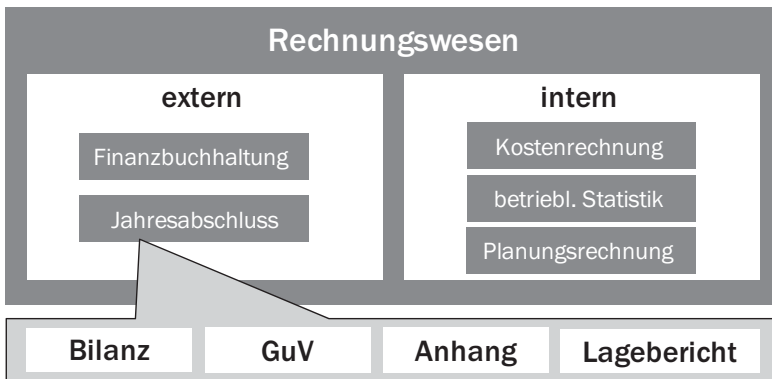 Rechnungswesen
extern
Finanzbuchhaltung
Jahresabschluss
intern
Kostenrechnung
betriebl. Statistik
Planungsrechnung
Bilanz
GuV
Anhang
Lagebericht